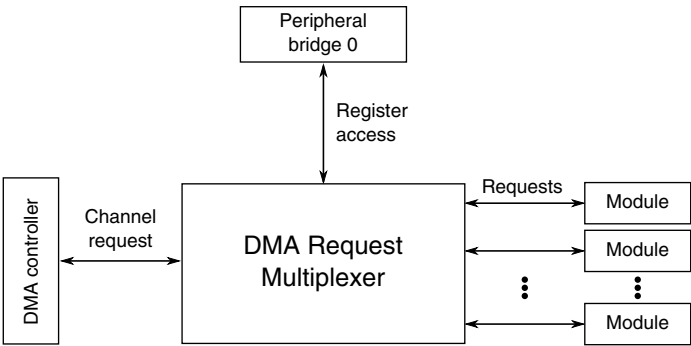 Peripheral
bridge 0
Register
access
Requests
Module
Channel
request
DMA controller
DMA Request
Multiplexer
Module
Module